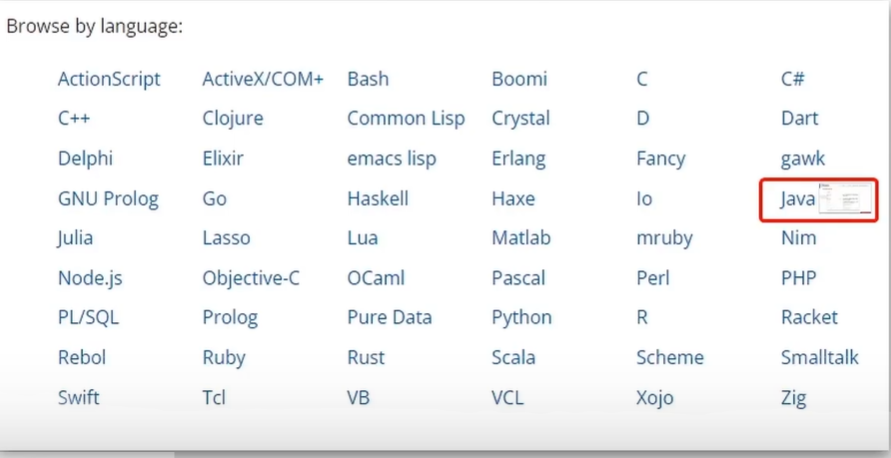 Browse by language:
ActionScript ActiveX/COM+ Bash Boomi C C#
C++ Clojure Common Lisp Crystal D Dart
Delphi Elixir emacs lisp Erlang Fancy gawk
GNU Prolog Go Haskell Haxe Io Java
Julia Lasso Lua Matlab mruby Nim
Node.js Objective-C OCaml Pascal Perl PHP
PL/SQL Prolog Pure Data Python R Racket
Rebol Ruby Rust Scala Scheme Smalltalk
Swift Tcl VB VCL Xojo Zig